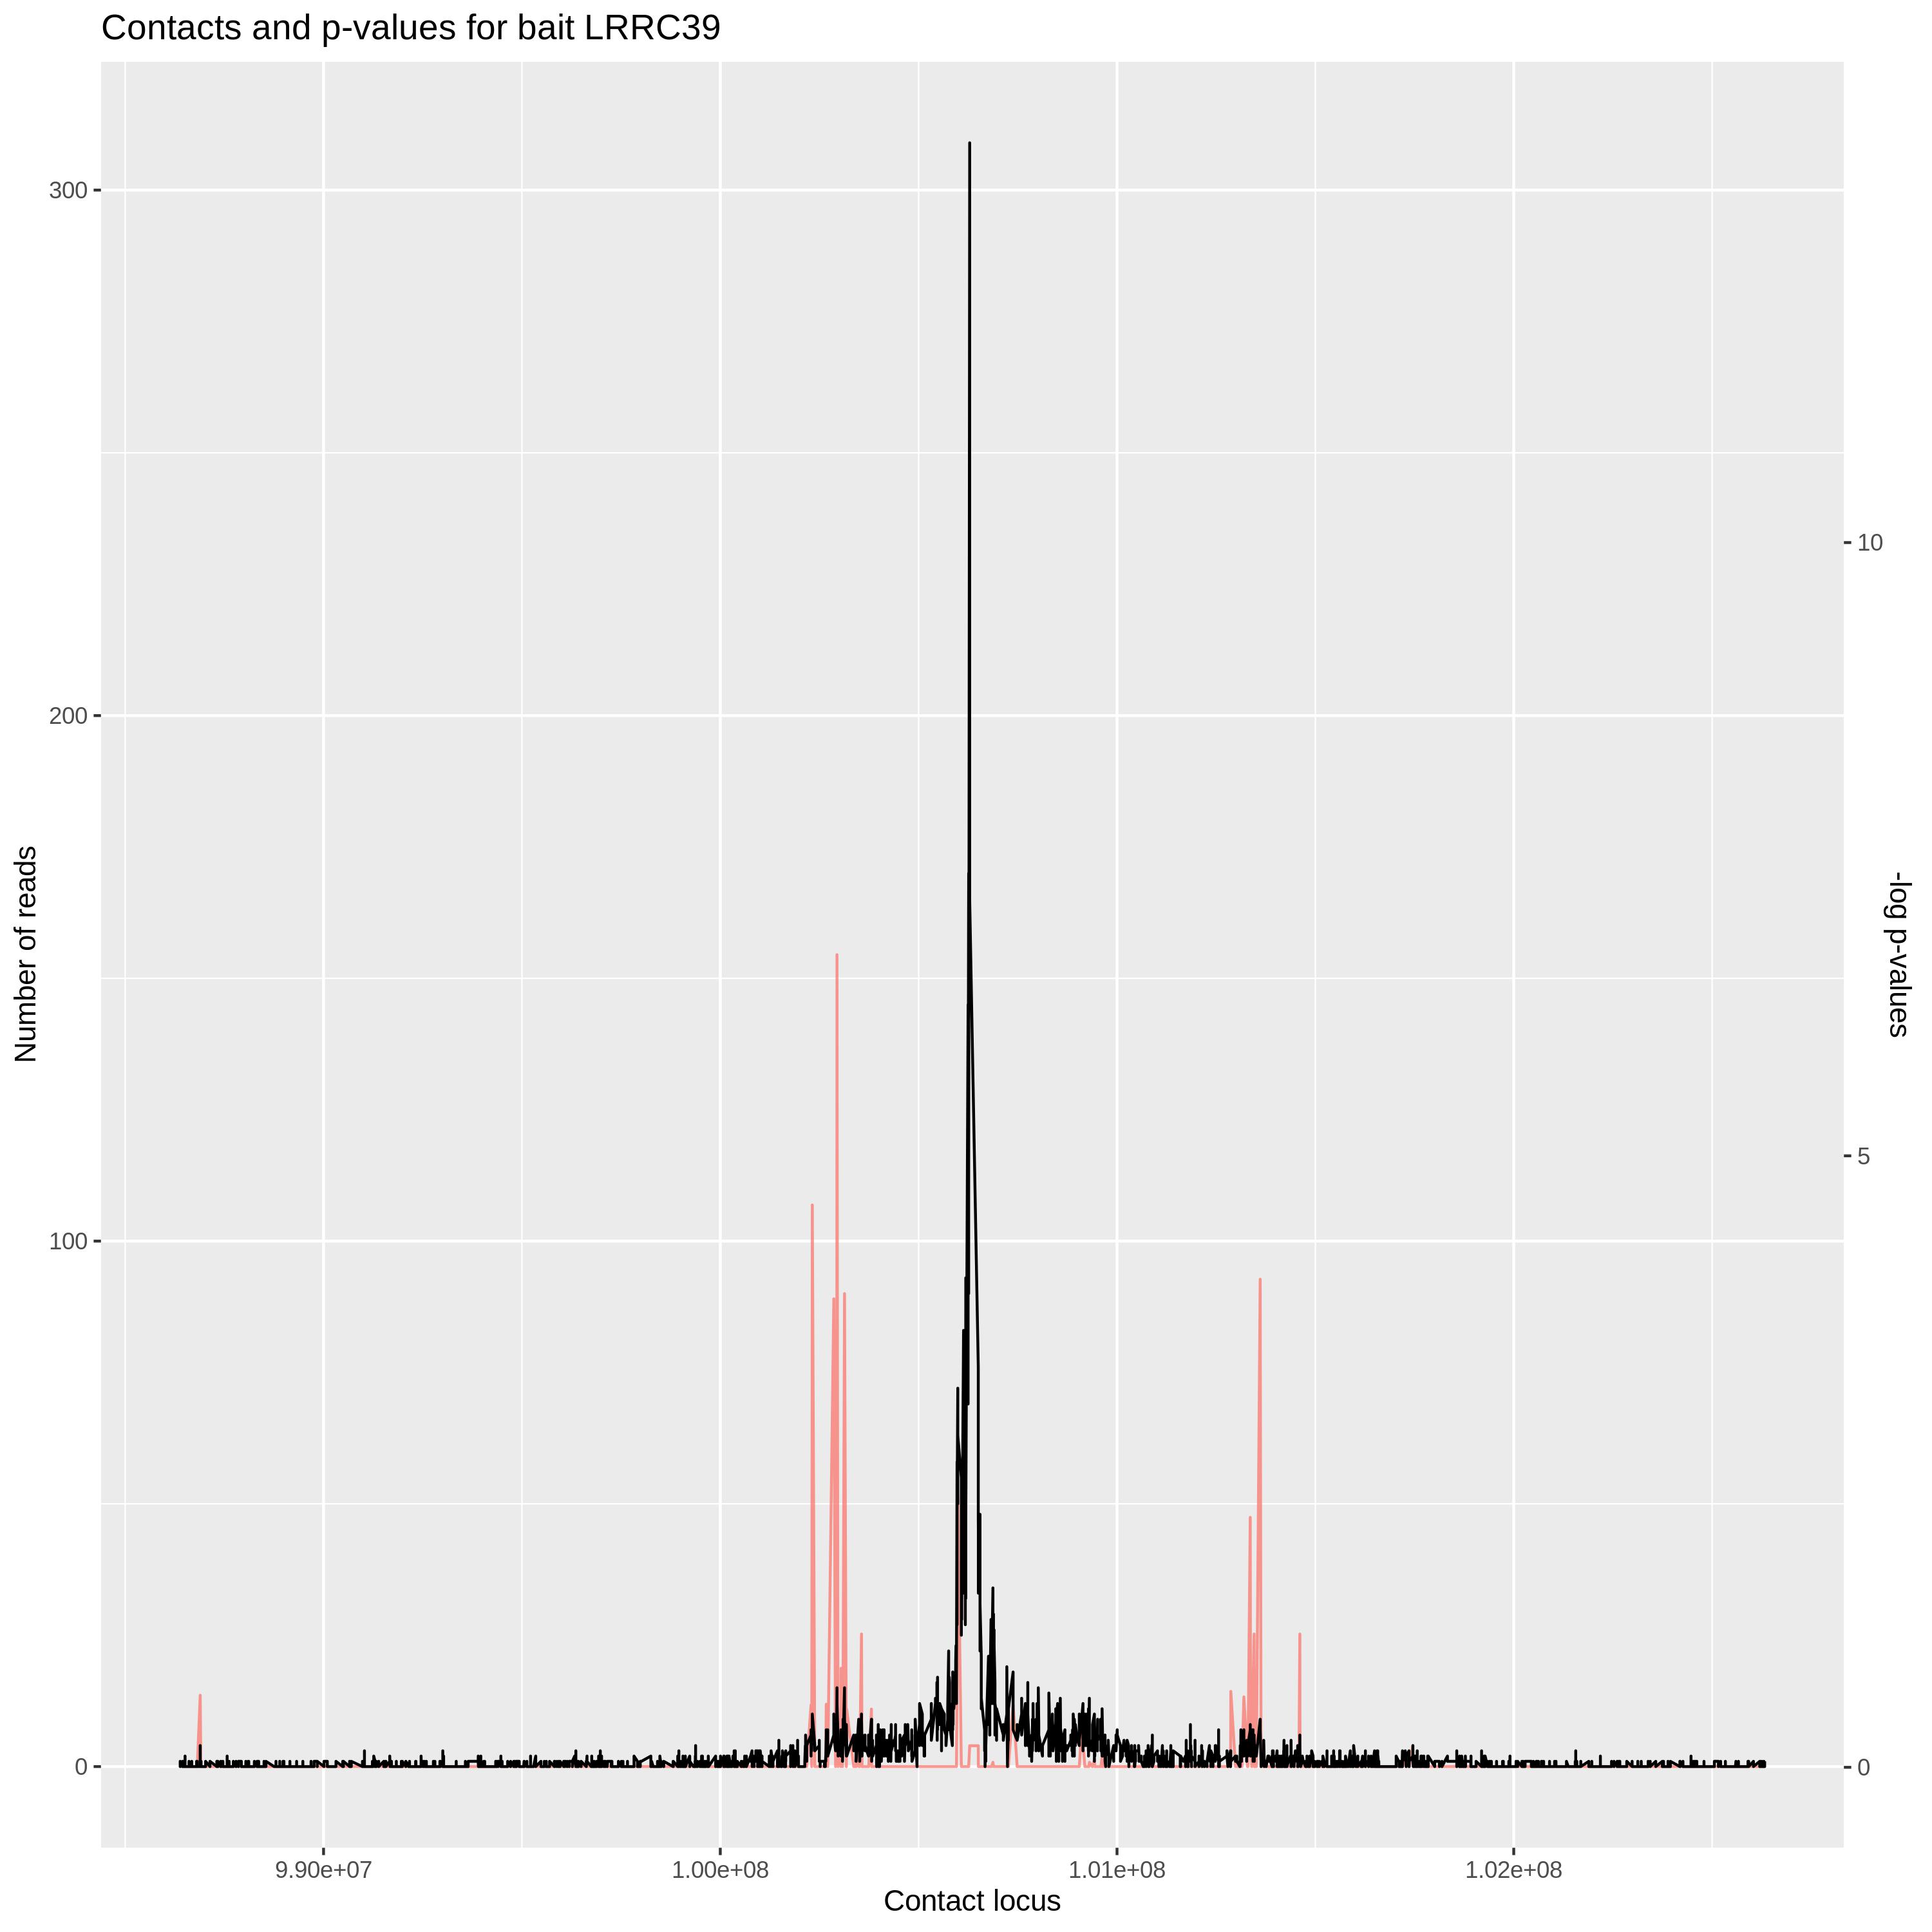 Contacts and p-values for bait LRRC39
300
200
100
0
Number of reads
10
5
0
-log p-values
9.90e+07
1.00e+08
1.01e+08
1.02e+08
Contact locus